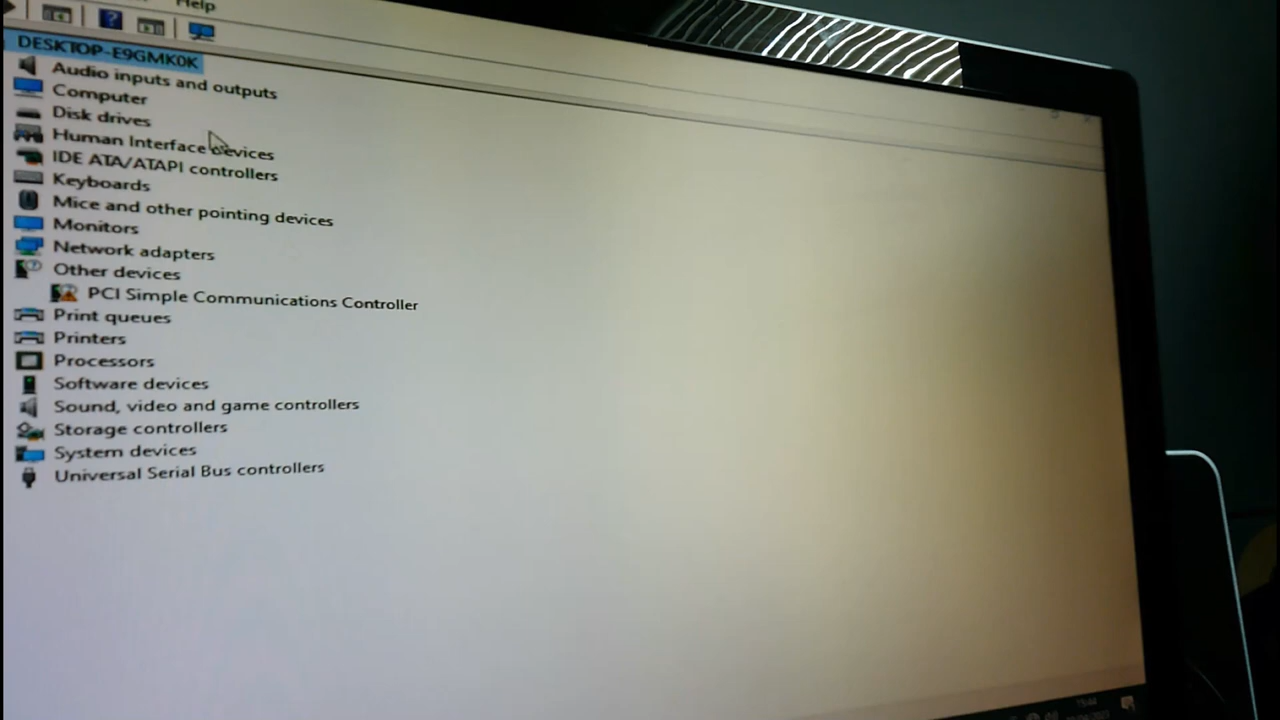 Help
DESKTOP-E9GMK0K
Audio inputs and outputs
Computer
Disk drives
Human Interface Devices
IDE ATA/ATAPI controllers
Keyboards
Mice and other pointing devices
Monitors
Network adapters
Other devices
PCI Simple Communications Controller
Print queues
Printers
Processors
Software devices
Sound, video and game controllers
Storage controllers
System devices
Universal Serial Bus controllers